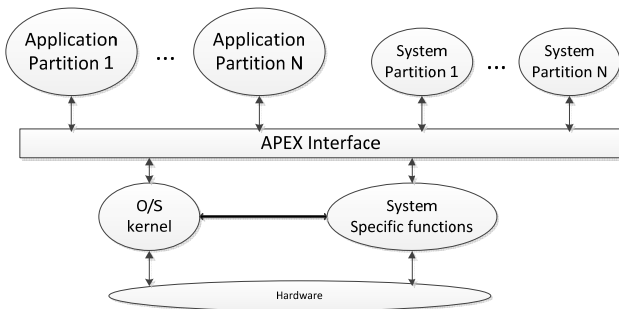 Application
Partition 1
...
Application
Partition N
System
Partition 1
...
System
Partition N
APEX Interface
O/S
kernel
System
Specific functions
Hardware